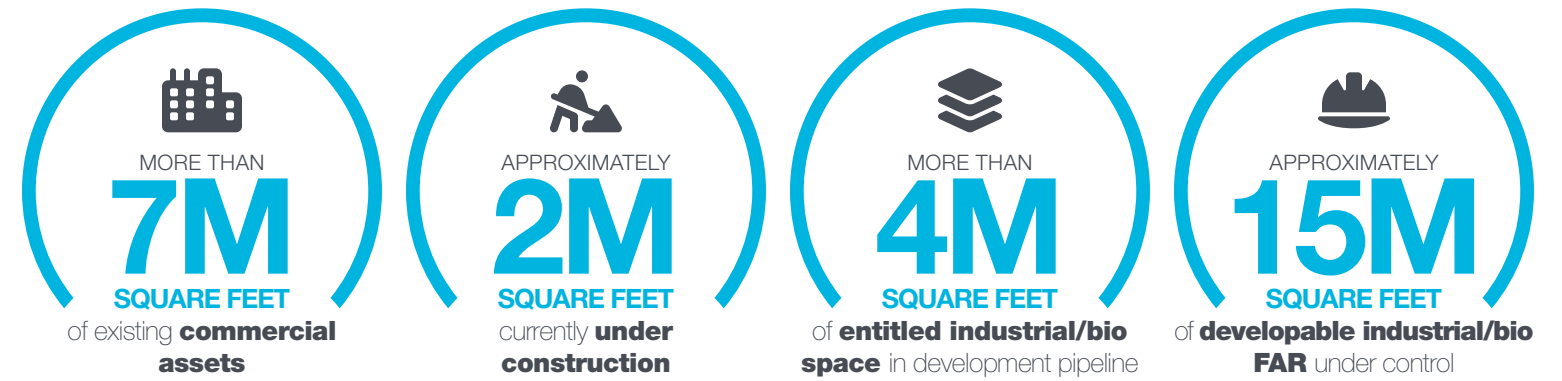 MORE THAN
7M
SQUARE FEET
of existing commercial
assets
APPROXIMATELY
2M
SQUARE FEET
currently under
construction
MORE THAN
4M
SQUARE FEET
of entitled industrial/bio
space in development pipeline
APPROXIMATELY
15M
SQUARE FEET
of developable industrial/bio
FAR under control